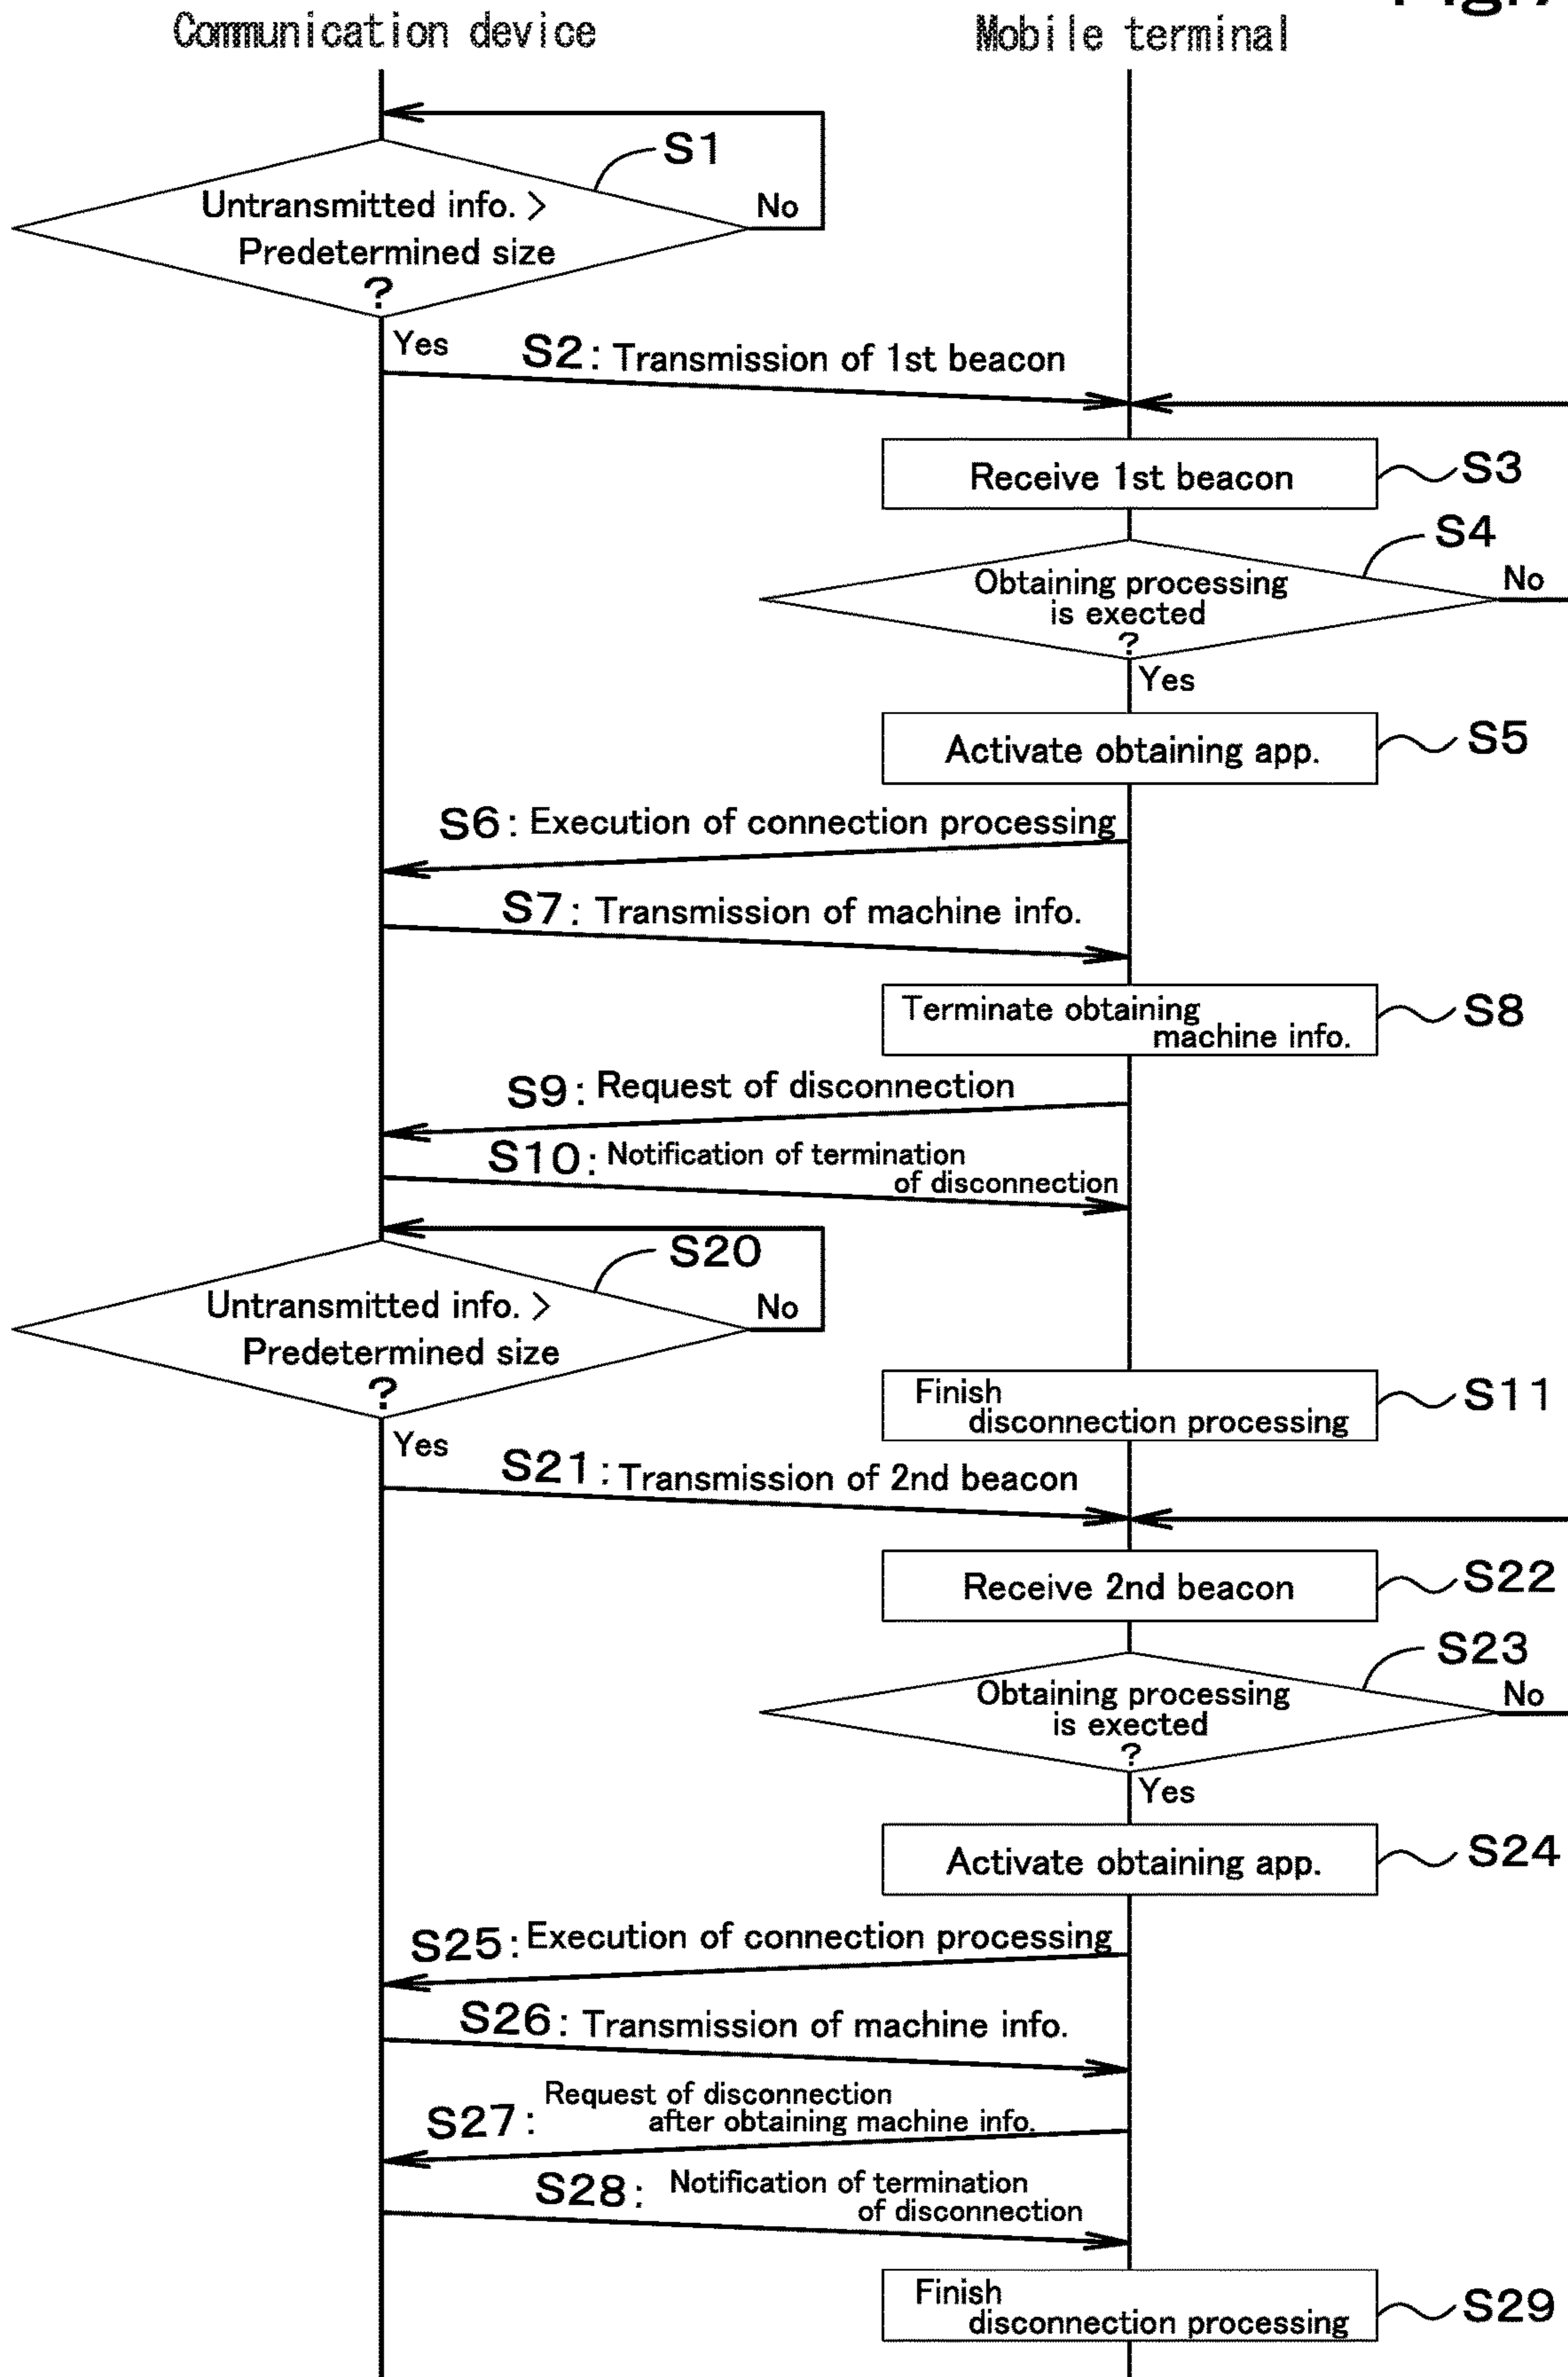 Communication device
Mobile terminal
S1
Untransmitted info. >
No
Predetermined size
?
Yes
S2: Transmission of 1st beacon
Receive 1st beacon
S3
S4
Obtaining processing
No
is exected
?
Yes
Activate obtaining app.
S5
S6: Execution of connection processing
S7: Transmission of machine info.
Terminate obtaining
machine info.
S8
S9: Request of disconnection
S10: Notification of termination
of disconnection
S20
Untransmitted info. >
No
Predetermined size
?
Finish
disconnection processing
S11
Yes
S21: Transmission of 2nd beacon
Receive 2nd beacon
S22
S23
Obtaining processing
No
is exected
?
Yes
Activate obtaining app.
S24
S25: Execution of connection processing
S26: Transmission of machine info.
S27: Request of disconnection
after obtaining machine info.
S28: Notification of termination
of disconnection
Finish
disconnection processing
S29